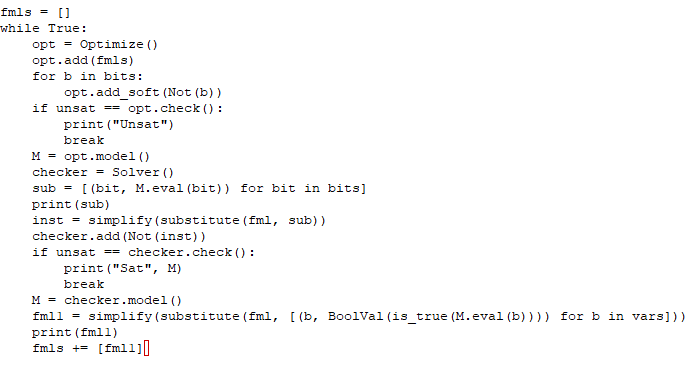 fmls = []
while True:
    opt = Optimize()
    opt.add(fmls)
    for b in bits:
        opt.add_soft(Not(b))
    if unsat == opt.check():
        print("Unsat")
        break
    M = opt.model()
    checker = Solver()
    sub = [(bit, M.eval(bit)) for bit in bits]
    print(sub)
    inst = simplify(substitute(fml, sub))
    checker.add(Not(inst))
    if unsat == checker.check():
        print("Sat", M)
        break
    M = checker.model()
    fml1 = simplify(substitute(fml, [(b, BoolVal(is_true(M.eval(b)))) for b in vars]))
    print(fml1)
    fmls += [fml1]